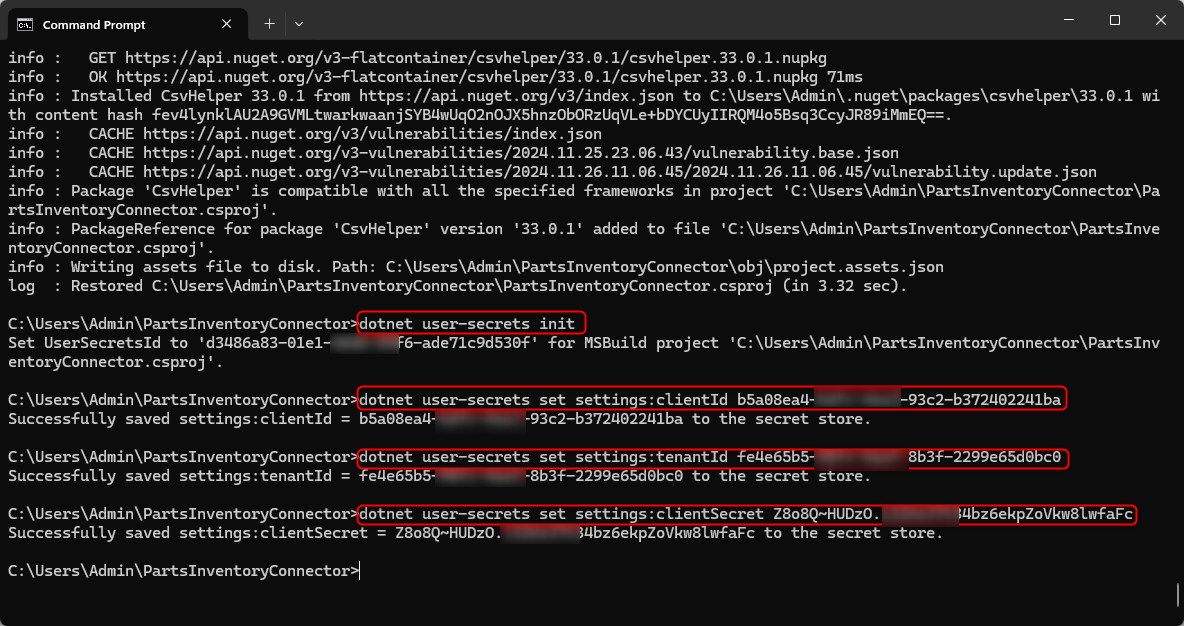 Command Prompt
info :   GET https://api.nuget.org/v3-flatcontainer/csvhelper/33.0.1/csvhelper.33.0.1.nupkg
info :   OK https://api.nuget.org/v3-flatcontainer/csvhelper/33.0.1/csvhelper.33.0.1.nupkg 71ms
info : Installed CsvHelper 33.0.1 from https://api.nuget.org/v3/index.json to C:\Users\Admin\.nuget\packages\csvhelper\33.0.1 wi
th content hash fev4lynklAU2A9GVMLtwarkwaanjSYB4wUqO2nOJX5hnzObORzUqVLe+bDYCUyIIRQM4o5Bsq3CcyJR89iMmEQ==.
info :   CACHE https://api.nuget.org/v3/vulnerabilities/index.json
info :   CACHE https://api.nuget.org/v3-vulnerabilities/2024.11.25.23.06.43/vulnerability.base.json
info :   CACHE https://api.nuget.org/v3-vulnerabilities/2024.11.26.11.06.45/2024.11.26.11.06.45/vulnerability.update.json
info : Package 'CsvHelper' is compatible with all the specified frameworks in project 'C:\Users\Admin\PartsInventoryConnector\Pa
rtsInventoryConnector.csproj'.
info : PackageReference for package 'CsvHelper' version '33.0.1' added to file 'C:\Users\Admin\PartsInventoryConnector\PartsInve
ntoryConnector.csproj'.
info : Writing assets file to disk. Path: C:\Users\Admin\PartsInventoryConnector\obj\project.assets.json
log  : Restored C:\Users\Admin\PartsInventoryConnector\PartsInventoryConnector.csproj (in 3.32 sec).
C:\Users\Admin\PartsInventoryConnector>dotnet user-secrets init
Set UserSecretsId to 'd3486a83-01e1- f6-ade71c9d530f' for MSBuild project 'C:\Users\Admin\PartsInventoryConnector\PartsInv
entoryConnector.csproj'.
C:\Users\Admin\PartsInventoryConnector>dotnet user-secrets set settings:clientId b5a08ea4- -93c2-b372402241ba
Successfully saved settings:clientId = b5a08ea4- -93c2-b372402241ba to the secret store.
C:\Users\Admin\PartsInventoryConnector>dotnet user-secrets set settings:tenantId fe4e65b5- 8b3f-2299e65d0bc0
Successfully saved settings:tenantId = fe4e65b5- -8b3f-2299e65d0bc0 to the secret store.
C:\Users\Admin\PartsInventoryConnector>dotnet user-secrets set settings:clientSecret Z8o8Q~HUDzO. 34bz6ekpZoVkw8lwfaFc
Successfully saved settings:clientSecret = Z8o8Q~HUDzO. 34bz6ekpZoVkw8lwfaFc to the secret store.
C:\Users\Admin\PartsInventoryConnector>